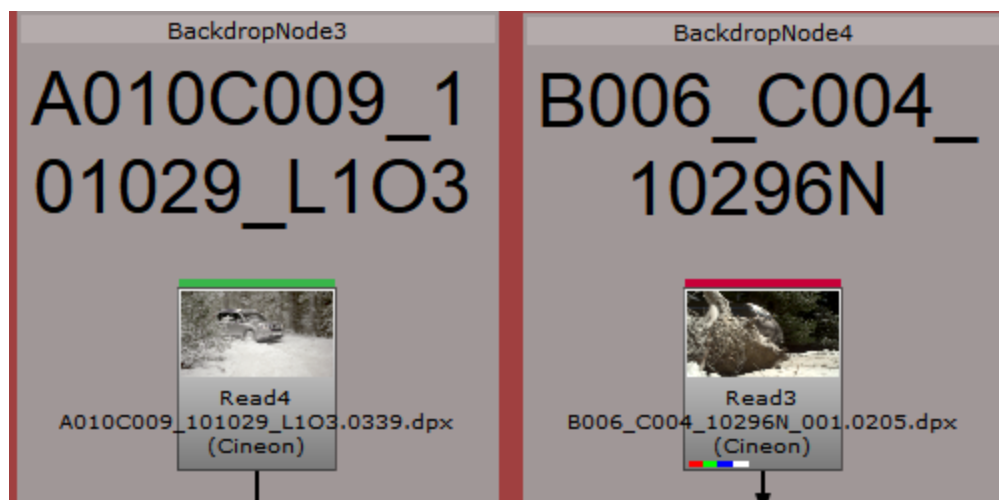 BackdropNode3
A010C009_1
01029_L1O3
Read4
A010C009_101029_L1O3.0339.dpx
(Cineon)
BackdropNode4
B006_C004_
10296N
Read3
B006_C004_10296N_001.0205.dpx
(Cineon)